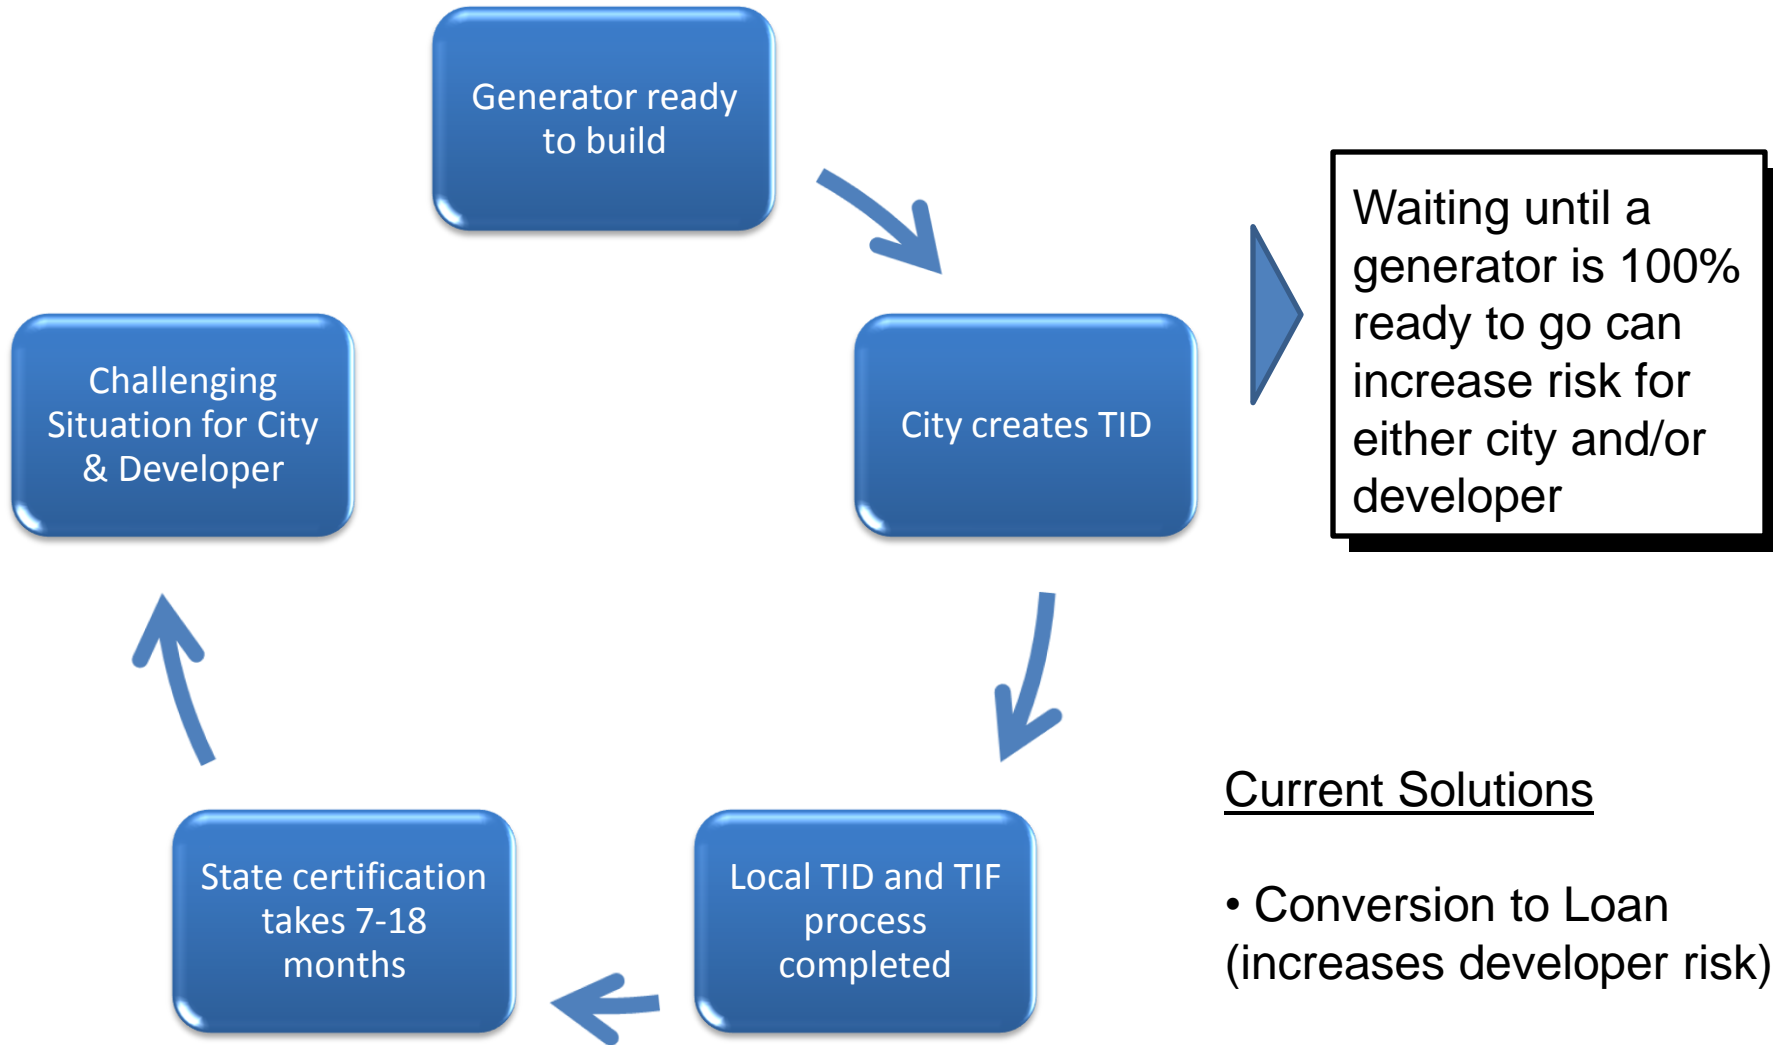 Generator ready
to build
Waiting until a
generator is 100%
ready to go can
increase risk for
either city and/or
developer
City creates TID
Challenging
Situation for City
& Developer
Local TID and TIF
process
completed
State certification
takes 7-18
months
Current Solutions
• Conversion to Loan
(increases developer risk)